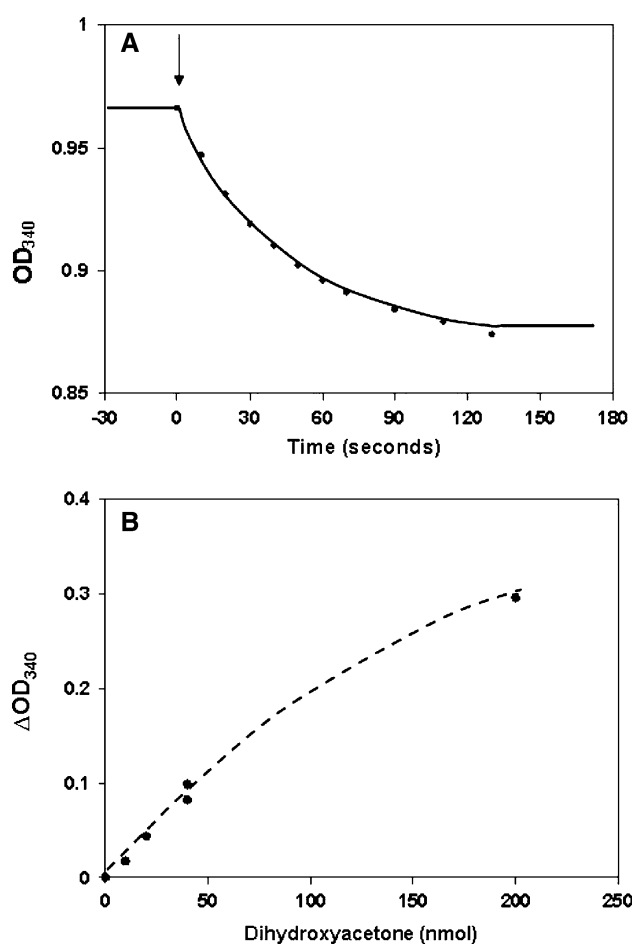 A
1
0.95
0.9
0.85
OD340
-30 0 30 60 90 120 150 180
Time (seconds)
B
0.4
0.3
0.2
0.1
0
ΔOD340
0 50 100 150 200 250
Dihydroxyacetone (nmol)